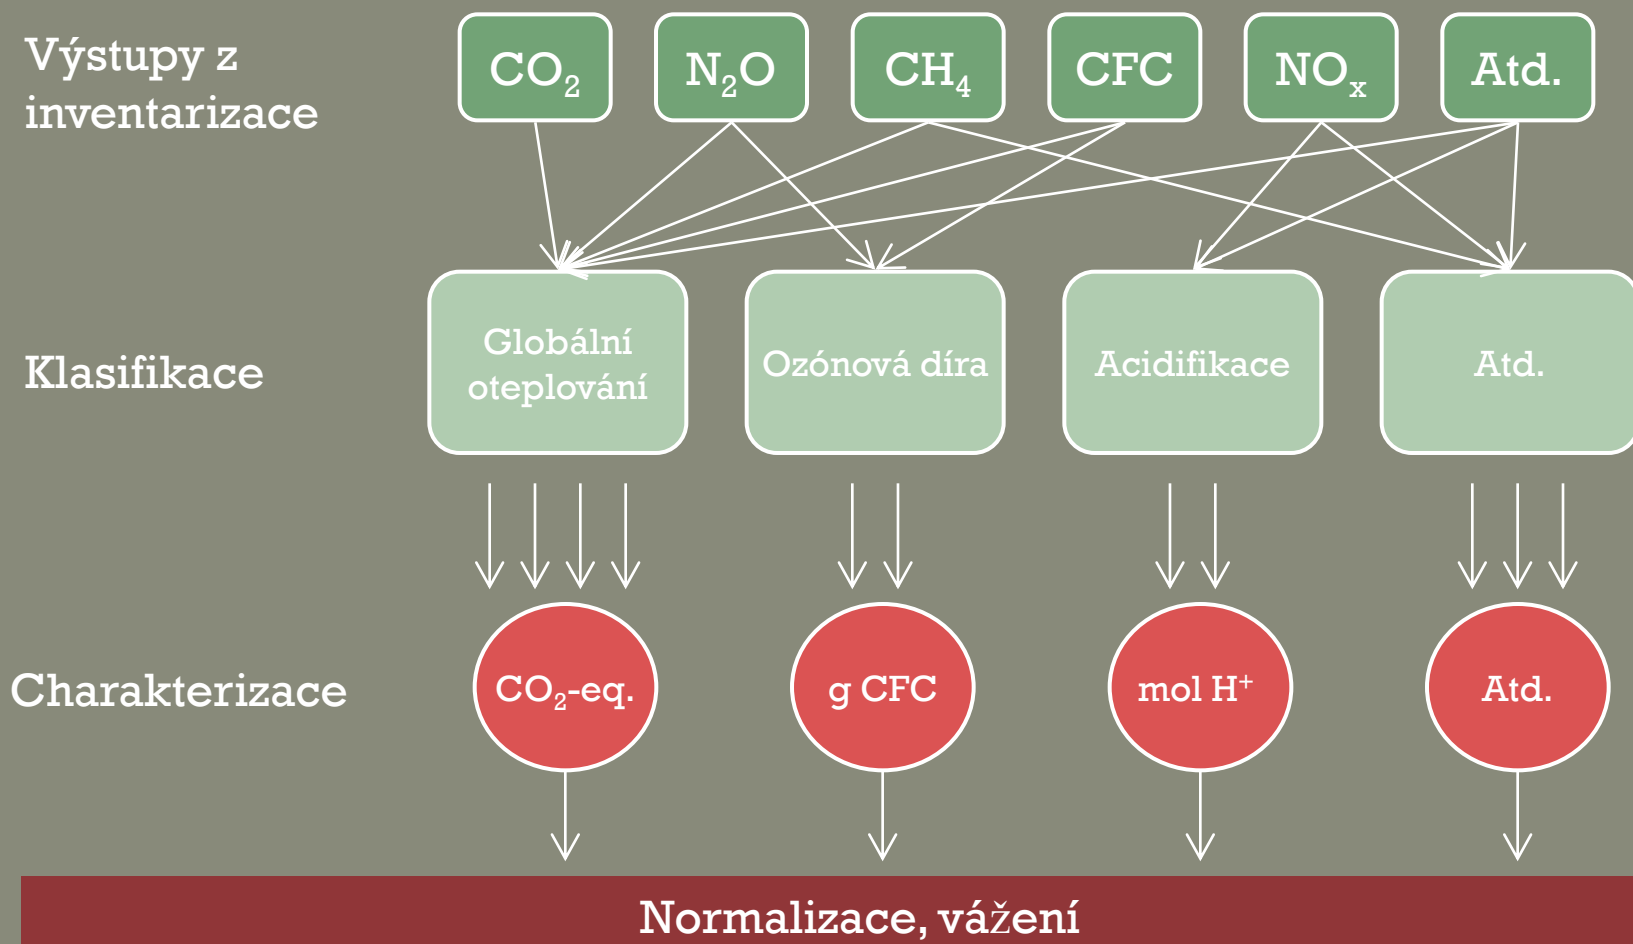 Výstupy z
inventarizace
CO₂
N₂O
CH₄
CFC
NOₓ
Atd.
Klasifikace
Globální
oteplování
Ozónová díra
Acidifikace
Atd.
Charakterizace
CO₂-eq.
g CFC
mol H⁺
Atd.
Normalizace, vážení